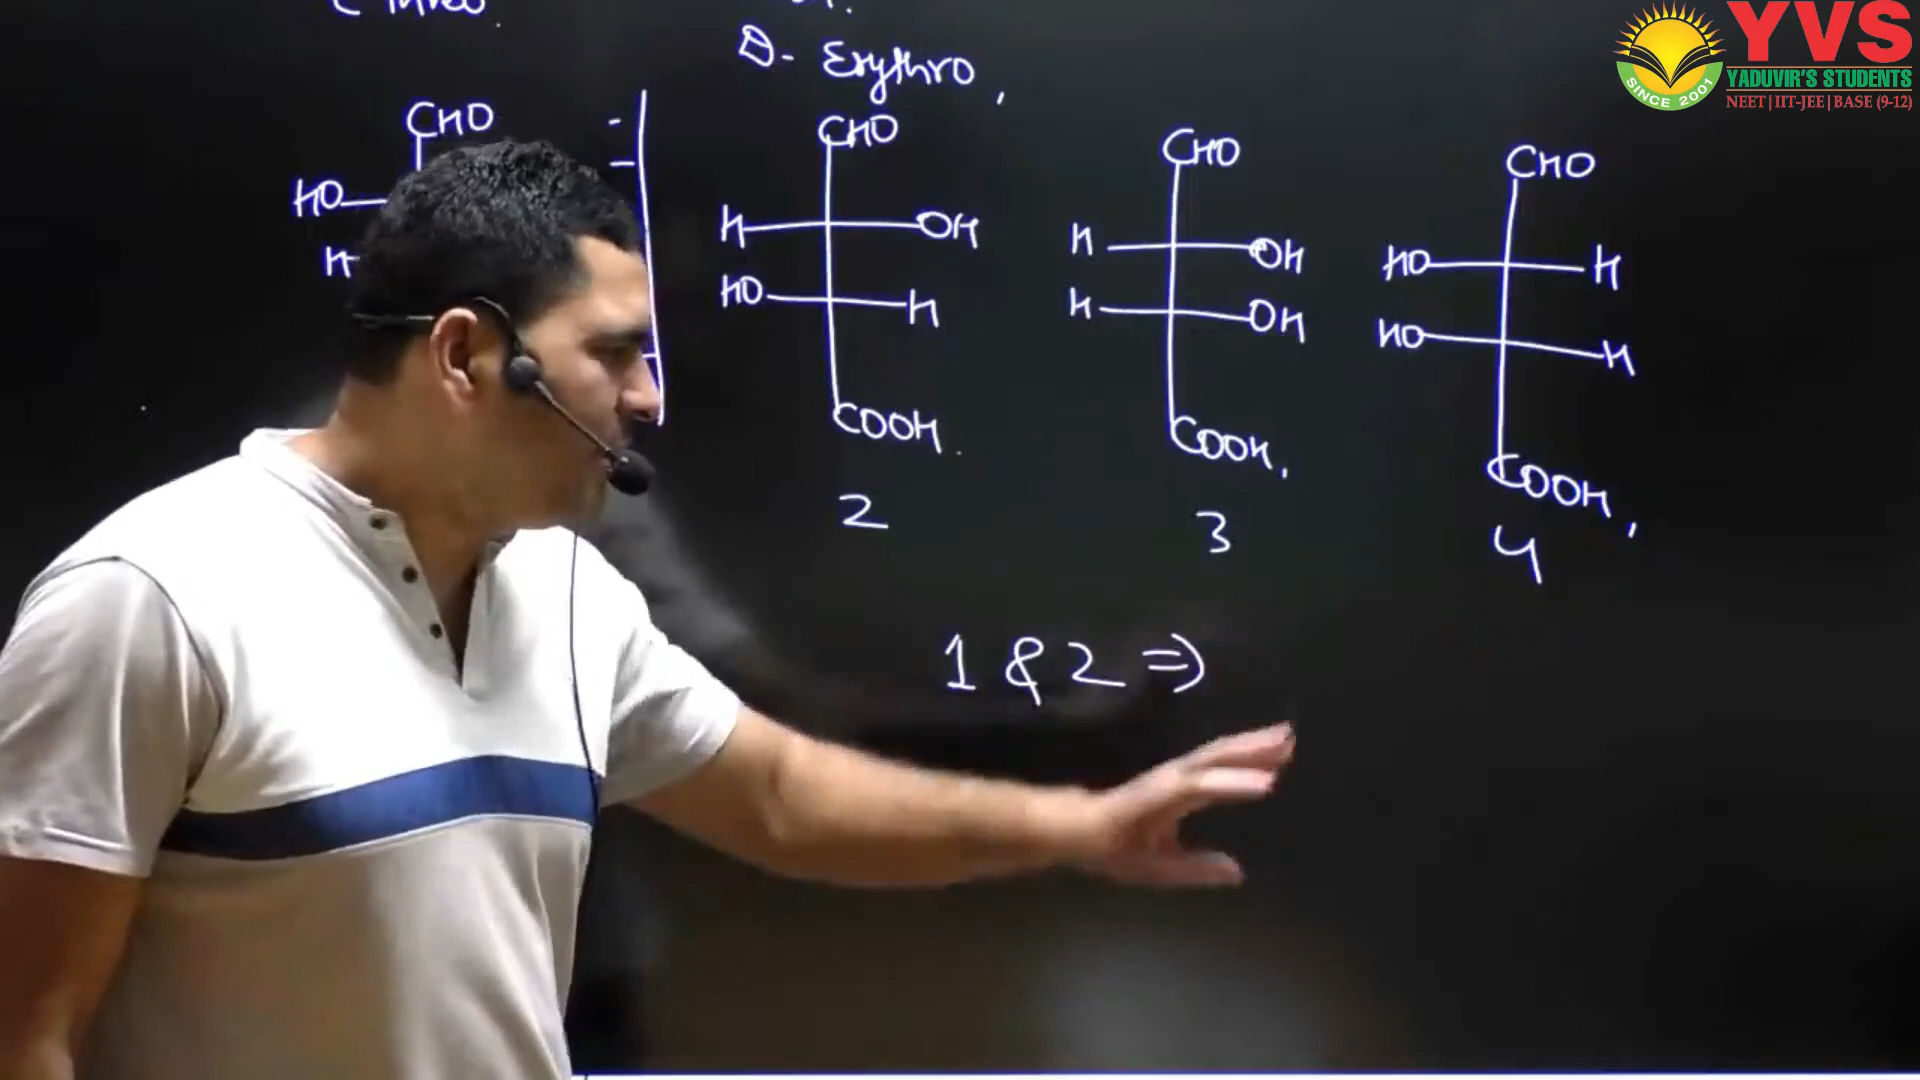 D- Erythro,
CHO
HO
H
CHO
H OH
HO H
COOH.
2
CHO
H OH
H OH
COOH,
3
CHO
HO H
HO H
COOH,
4
1 & 2 ⇒
YVS
YADUVIR'S STUDENTS
NEET | IIT-JEE | BASE (9-12)
SINCE 2001